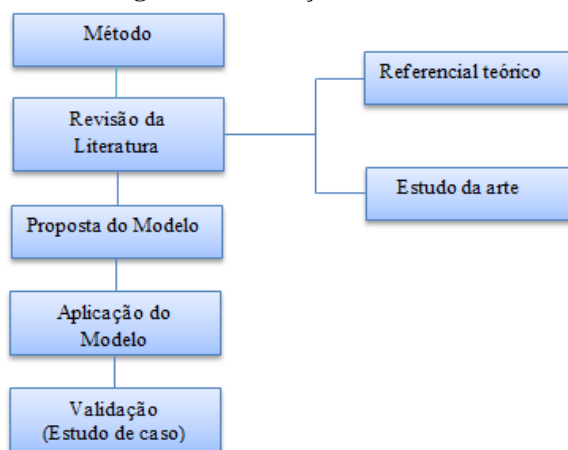 Método
Revisão da
Literatura
Referencial teórico
Estudo da arte
Proposta do Modelo
Aplicação do
Modelo
Validação
(Estudo de caso)